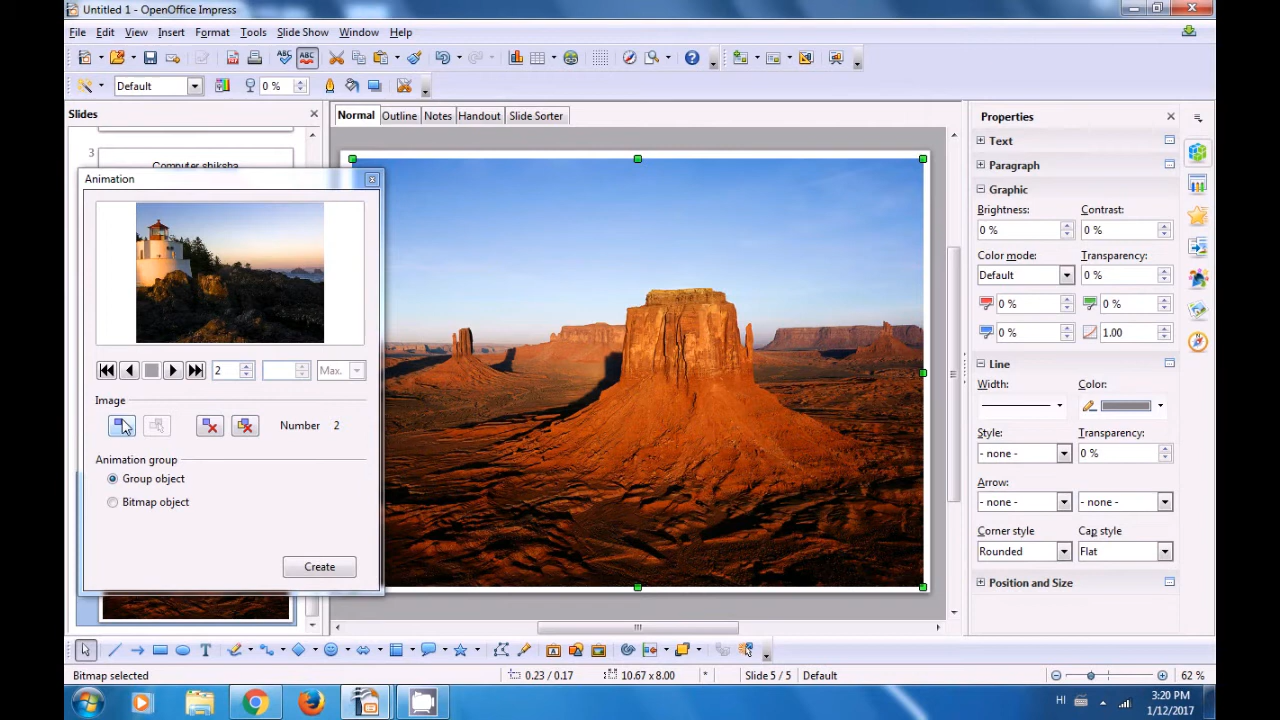 Untitled 1 - OpenOffice Impress
File Edit View Insert Format Tools Slide Show Window Help
Default 0 %
Slides
Normal Outline Notes Handout Slide Sorter
Properties
3
Computer shiksha
Text
Paragraph
Graphic
Animation
Brightness: Contrast:
0 % 0 %
Color mode: Transparency:
Default 0 %
0 % 0 %
0 % 1.00
Line
2 Max.
Width: Color:
Image
Number 2
Style: Transparency:
- none - 0 %
Animation group
Group object
Bitmap object
Arrow:
- none - - none -
Corner style Cap style
Rounded Flat
Create
Position and Size
Bitmap selected 0.23 / 0.17 10.67 x 8.00 * Slide 5 / 5 Default 62 %
HI 3:20 PM
1/12/2017